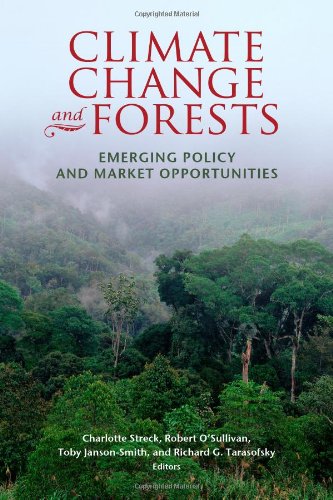 CLIMATE
CHANGE
and FORESTS
EMERGING POLICY
AND MARKET OPPORTUNITIES
Charlotte Streck, Robert O'Sullivan,
Toby Janson-Smith, and Richard G. Tarasofsky
Editors